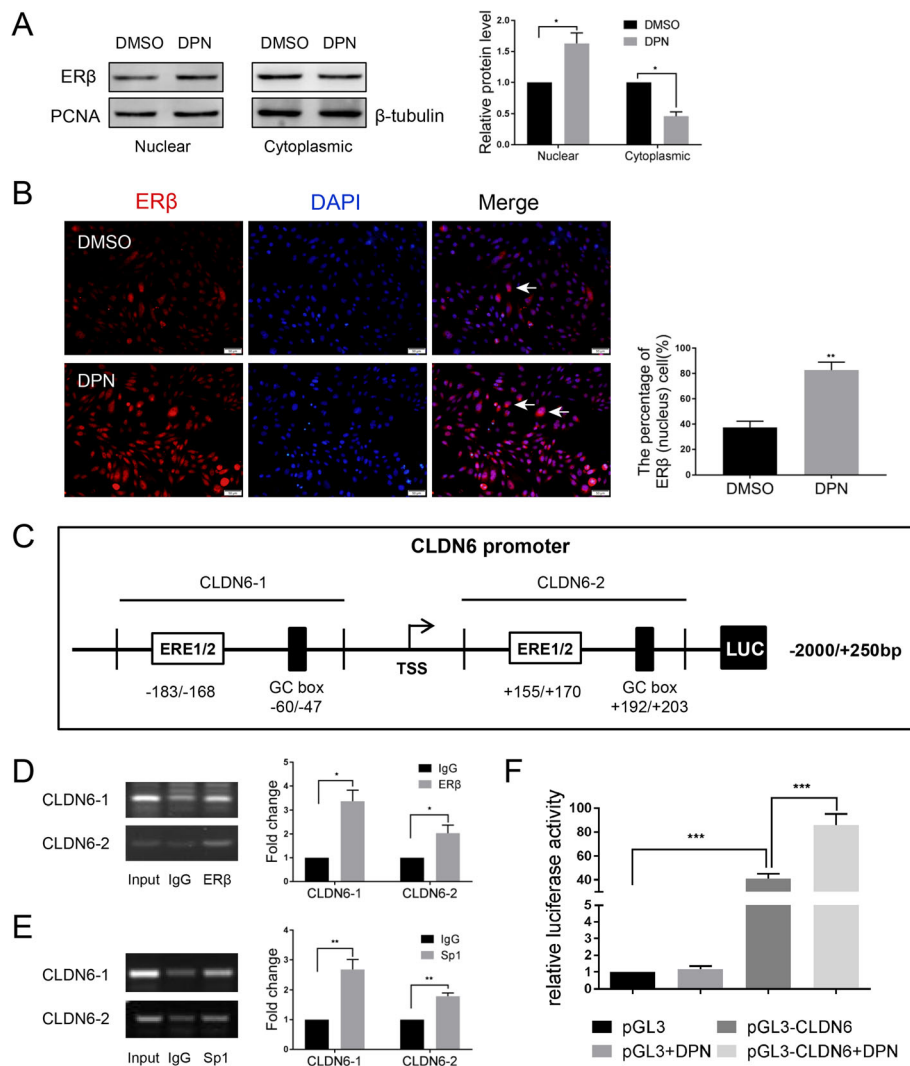 A
DMSO DPN DMSO DPN
ERβ
PCNA β-tubulin
Nuclear Cytoplasmic
Relative protein level
2.0
1.5
1.0
0.5
0.0
* *
DMSO
DPN
Nuclear Cytoplasmic
B
ERβ DAPI Merge
DMSO
DPN
The percentage of
ERβ (nucleus) cell(%)
100
80
60
40
20
0
**
DMSO DPN
C
CLDN6 promoter
CLDN6-1 CLDN6-2
ERE1/2 TSS ERE1/2 LUC -2000/+250bp
-183/-168 GC box +155/+170 GC box
-60/-47 +192/+203
D
CLDN6-1
CLDN6-2
Input IgG ERβ
Fold change
5
4
3
2
1
0
* *
IgG
ERβ
CLDN6-1 CLDN6-2
E
CLDN6-1
CLDN6-2
Input IgG Sp1
Fold change
4
3
2
1
0
** **
IgG
Sp1
CLDN6-1 CLDN6-2
F
relative luciferase activity
100
80
60
40
20
5
4
3
2
1
0
*** ***
pGL3 pGL3-CLDN6
pGL3+DPN pGL3-CLDN6+DPN